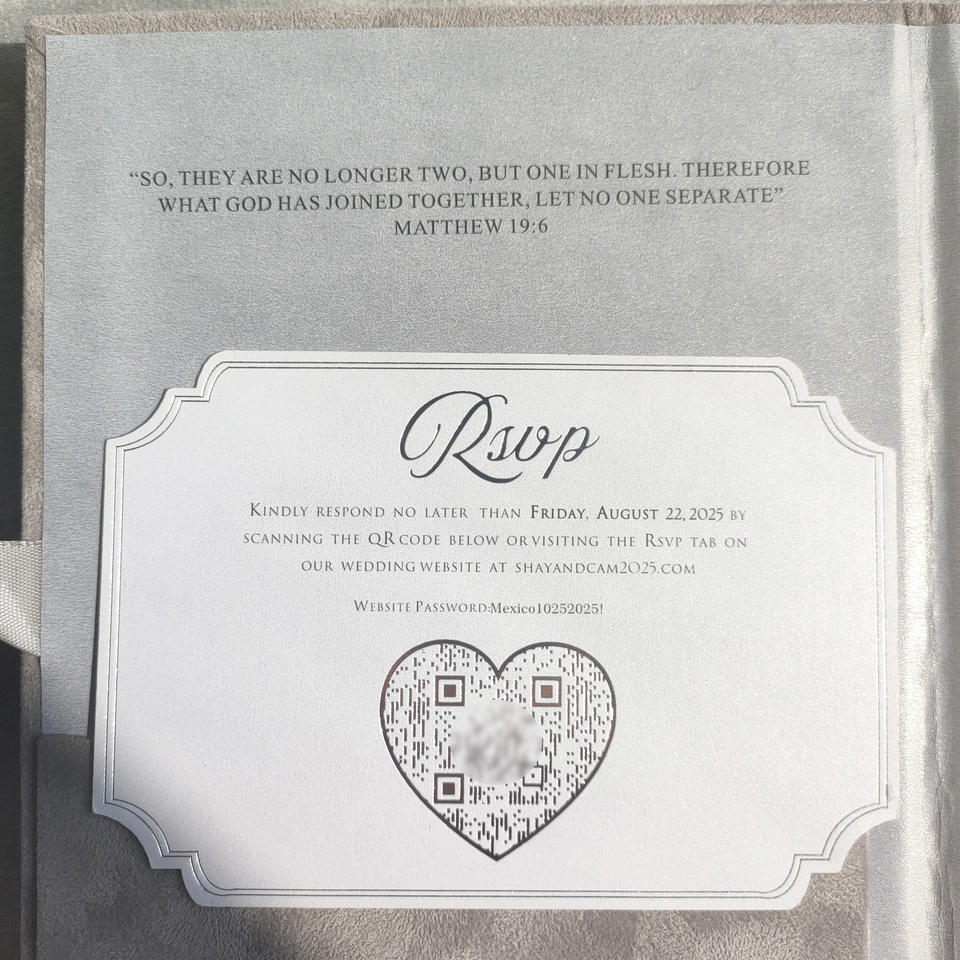 “SO, THEY ARE NO LONGER TWO, BUT ONE IN FLESH. THEREFORE
WHAT GOD HAS JOINED TOGETHER, LET NO ONE SEPARATE”
MATTHEW 19:6
Rsvp
Kindly respond no later than Friday, August 22, 2025 by
scanning the QR code below or visiting the Rsvp tab on
our wedding website at shayandcam2025.com
Website Password:Mexico10252025!